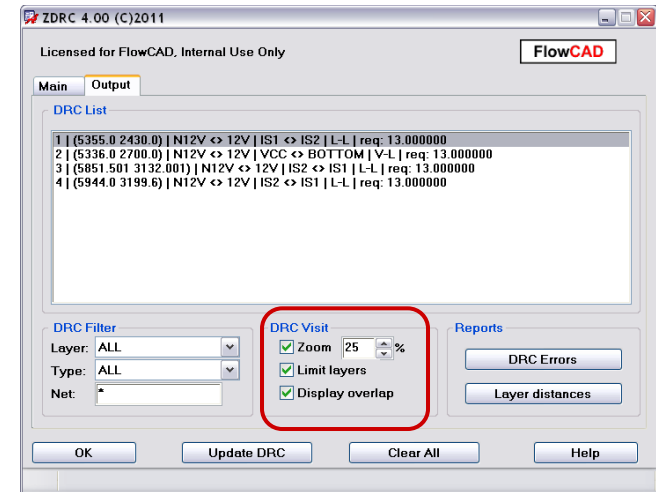 ZDRC 4.00 (C)2011
Licensed for FlowCAD, Internal Use Only
FlowCAD
Main Output
DRC List
1 | (5355.0 2430.0) | N12V <> 12V | IS1 <> IS2 | L-L | req: 13.000000
2 | (5336.0 2700.0) | N12V <> 12V | VCC <> BOTTOM | V-L | req: 13.000000
3 | (5851.501 3132.001) | N12V <> 12V | IS2 <> IS1 | L-L | req: 13.000000
4 | (5944.0 3199.6) | N12V <> 12V | IS2 <> IS1 | L-L | req: 13.000000
DRC Filter
Layer: ALL
Type: ALL
Net: *
DRC Visit
Zoom 25 %
Limit layers
Display overlap
Reports
DRC Errors
Layer distances
OK Update DRC Clear All Help